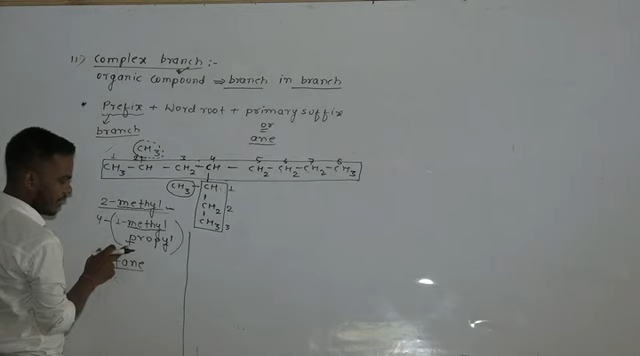 11) Complex branch :-
organic compound ⇒ branch in branch
* Prefix + Word root + primary suffix
or
branch
ane
CH3
1 2 3 4 5 6 7 8
CH3 - CH - CH2 - CH - CH2 - CH2 - CH2 - CH3
CH3 - CH 1
CH2 2
CH3 3
2-methyl -
4-(1-methyl
propyl)
ane